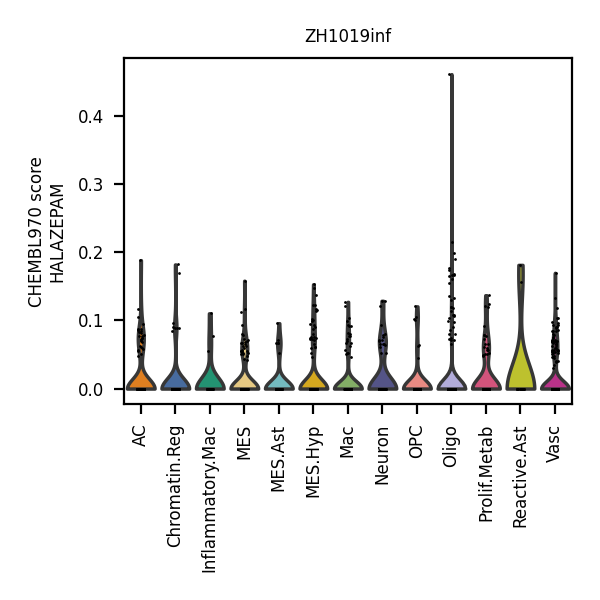 ZH1019inf
CHEMBL970 score
HALAZEPAM
0.4
0.3
0.2
0.1
0.0
AC
Chromatin.Reg
Inflammatory.Mac
MES
MES.Ast
MES.Hyp
Mac
Neuron
OPC
Oligo
Prolif.Metab
Reactive.Ast
Vasc